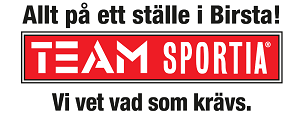 Allt på ett ställe i Birsta!
TEAM SPORTIA®
Vi vet vad som krävs.